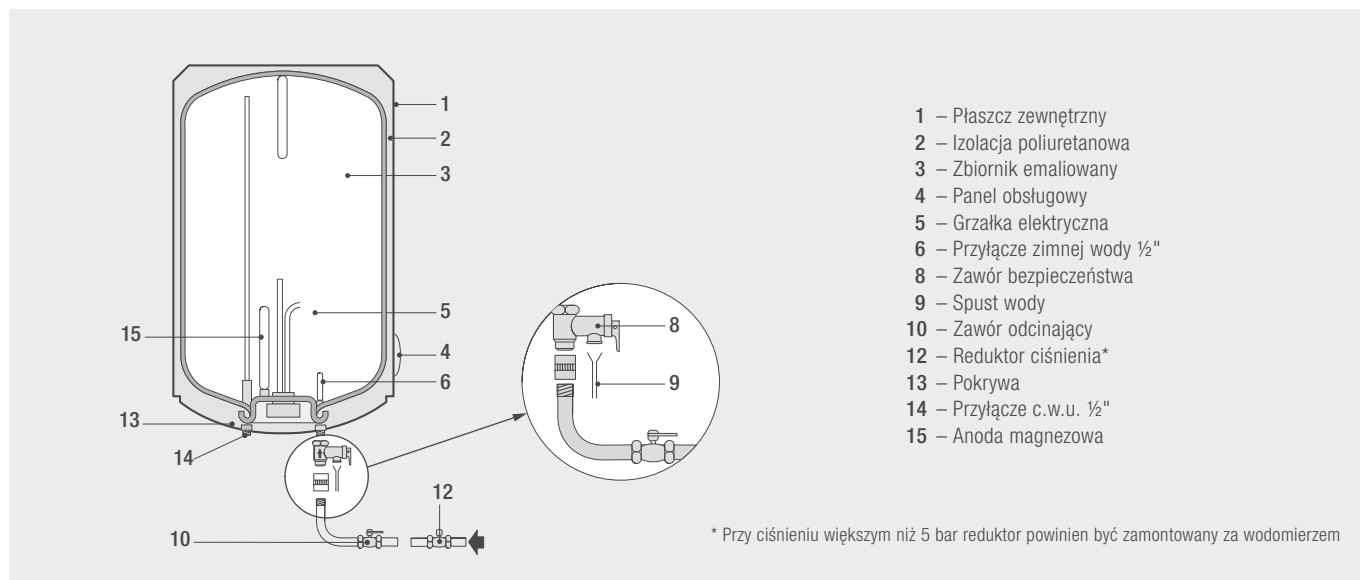 1
2
3
5
15
4
6
8
9
13
14
12
10
1 – Płaszcz zewnętrzny
2 – Izolacja poliuretanowa
3 – Zbiornik emaliowany
4 – Panel obsługowy
5 – Grzałka elektryczna
6 – Przyłącze zimnej wody ½"
8 – Zawór bezpieczeństwa
9 – Spust wody
10 – Zawór odcinający
12 – Reduktor ciśnienia*
13 – Pokrywa
14 – Przyłącze c.w.u. ½"
15 – Anoda magnezowa
* Przy ciśnieniu większym niż 5 bar reduktor powinien być zamontowany za wodomierzem